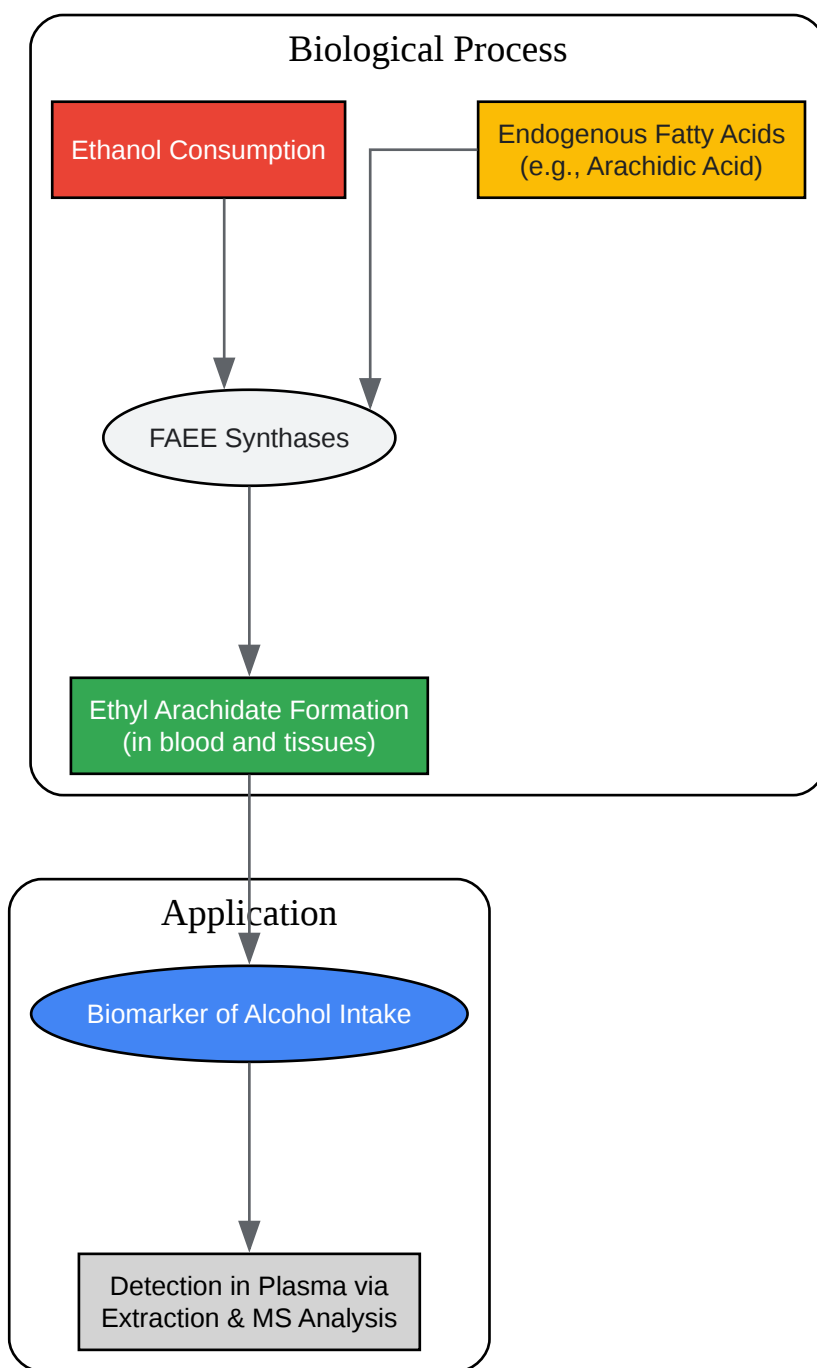 Biological Process
Ethanol Consumption
Endogenous Fatty Acids
(e.g., Arachidic Acid)
FAEE Synthases
Ethyl Arachidate Formation
(in blood and tissues)
Application
Biomarker of Alcohol Intake
Detection in Plasma via
Extraction & MS Analysis